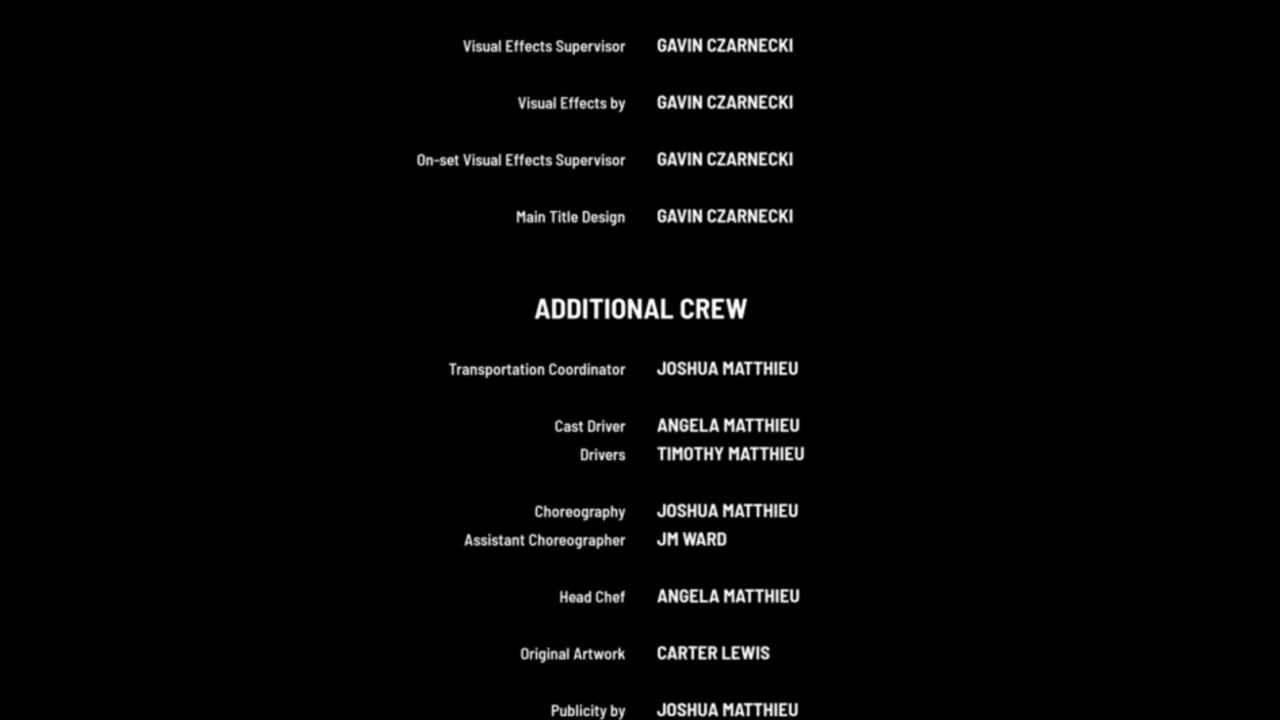 Visual Effects Supervisor GAVIN CZARNECKI
Visual Effects by GAVIN CZARNECKI
On-set Visual Effects Supervisor GAVIN CZARNECKI
Main Title Design GAVIN CZARNECKI
ADDITIONAL CREW
Transportation Coordinator JOSHUA MATTHIEU
Cast Driver ANGELA MATTHIEU
Drivers TIMOTHY MATTHIEU
Choreography JOSHUA MATTHIEU
Assistant Choreographer JM WARD
Head Chef ANGELA MATTHIEU
Original Artwork CARTER LEWIS
Publicity by JOSHUA MATTHIEU